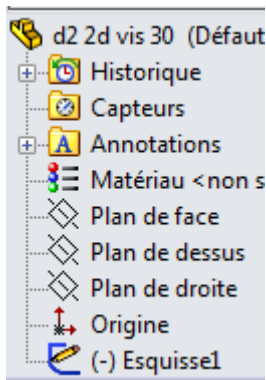 d2 2d vis 30 (Défaut
Historique
Capteurs
Annotations
Matériau <non s
Plan de face
Plan de dessus
Plan de droite
Origine
(-) Esquisse1